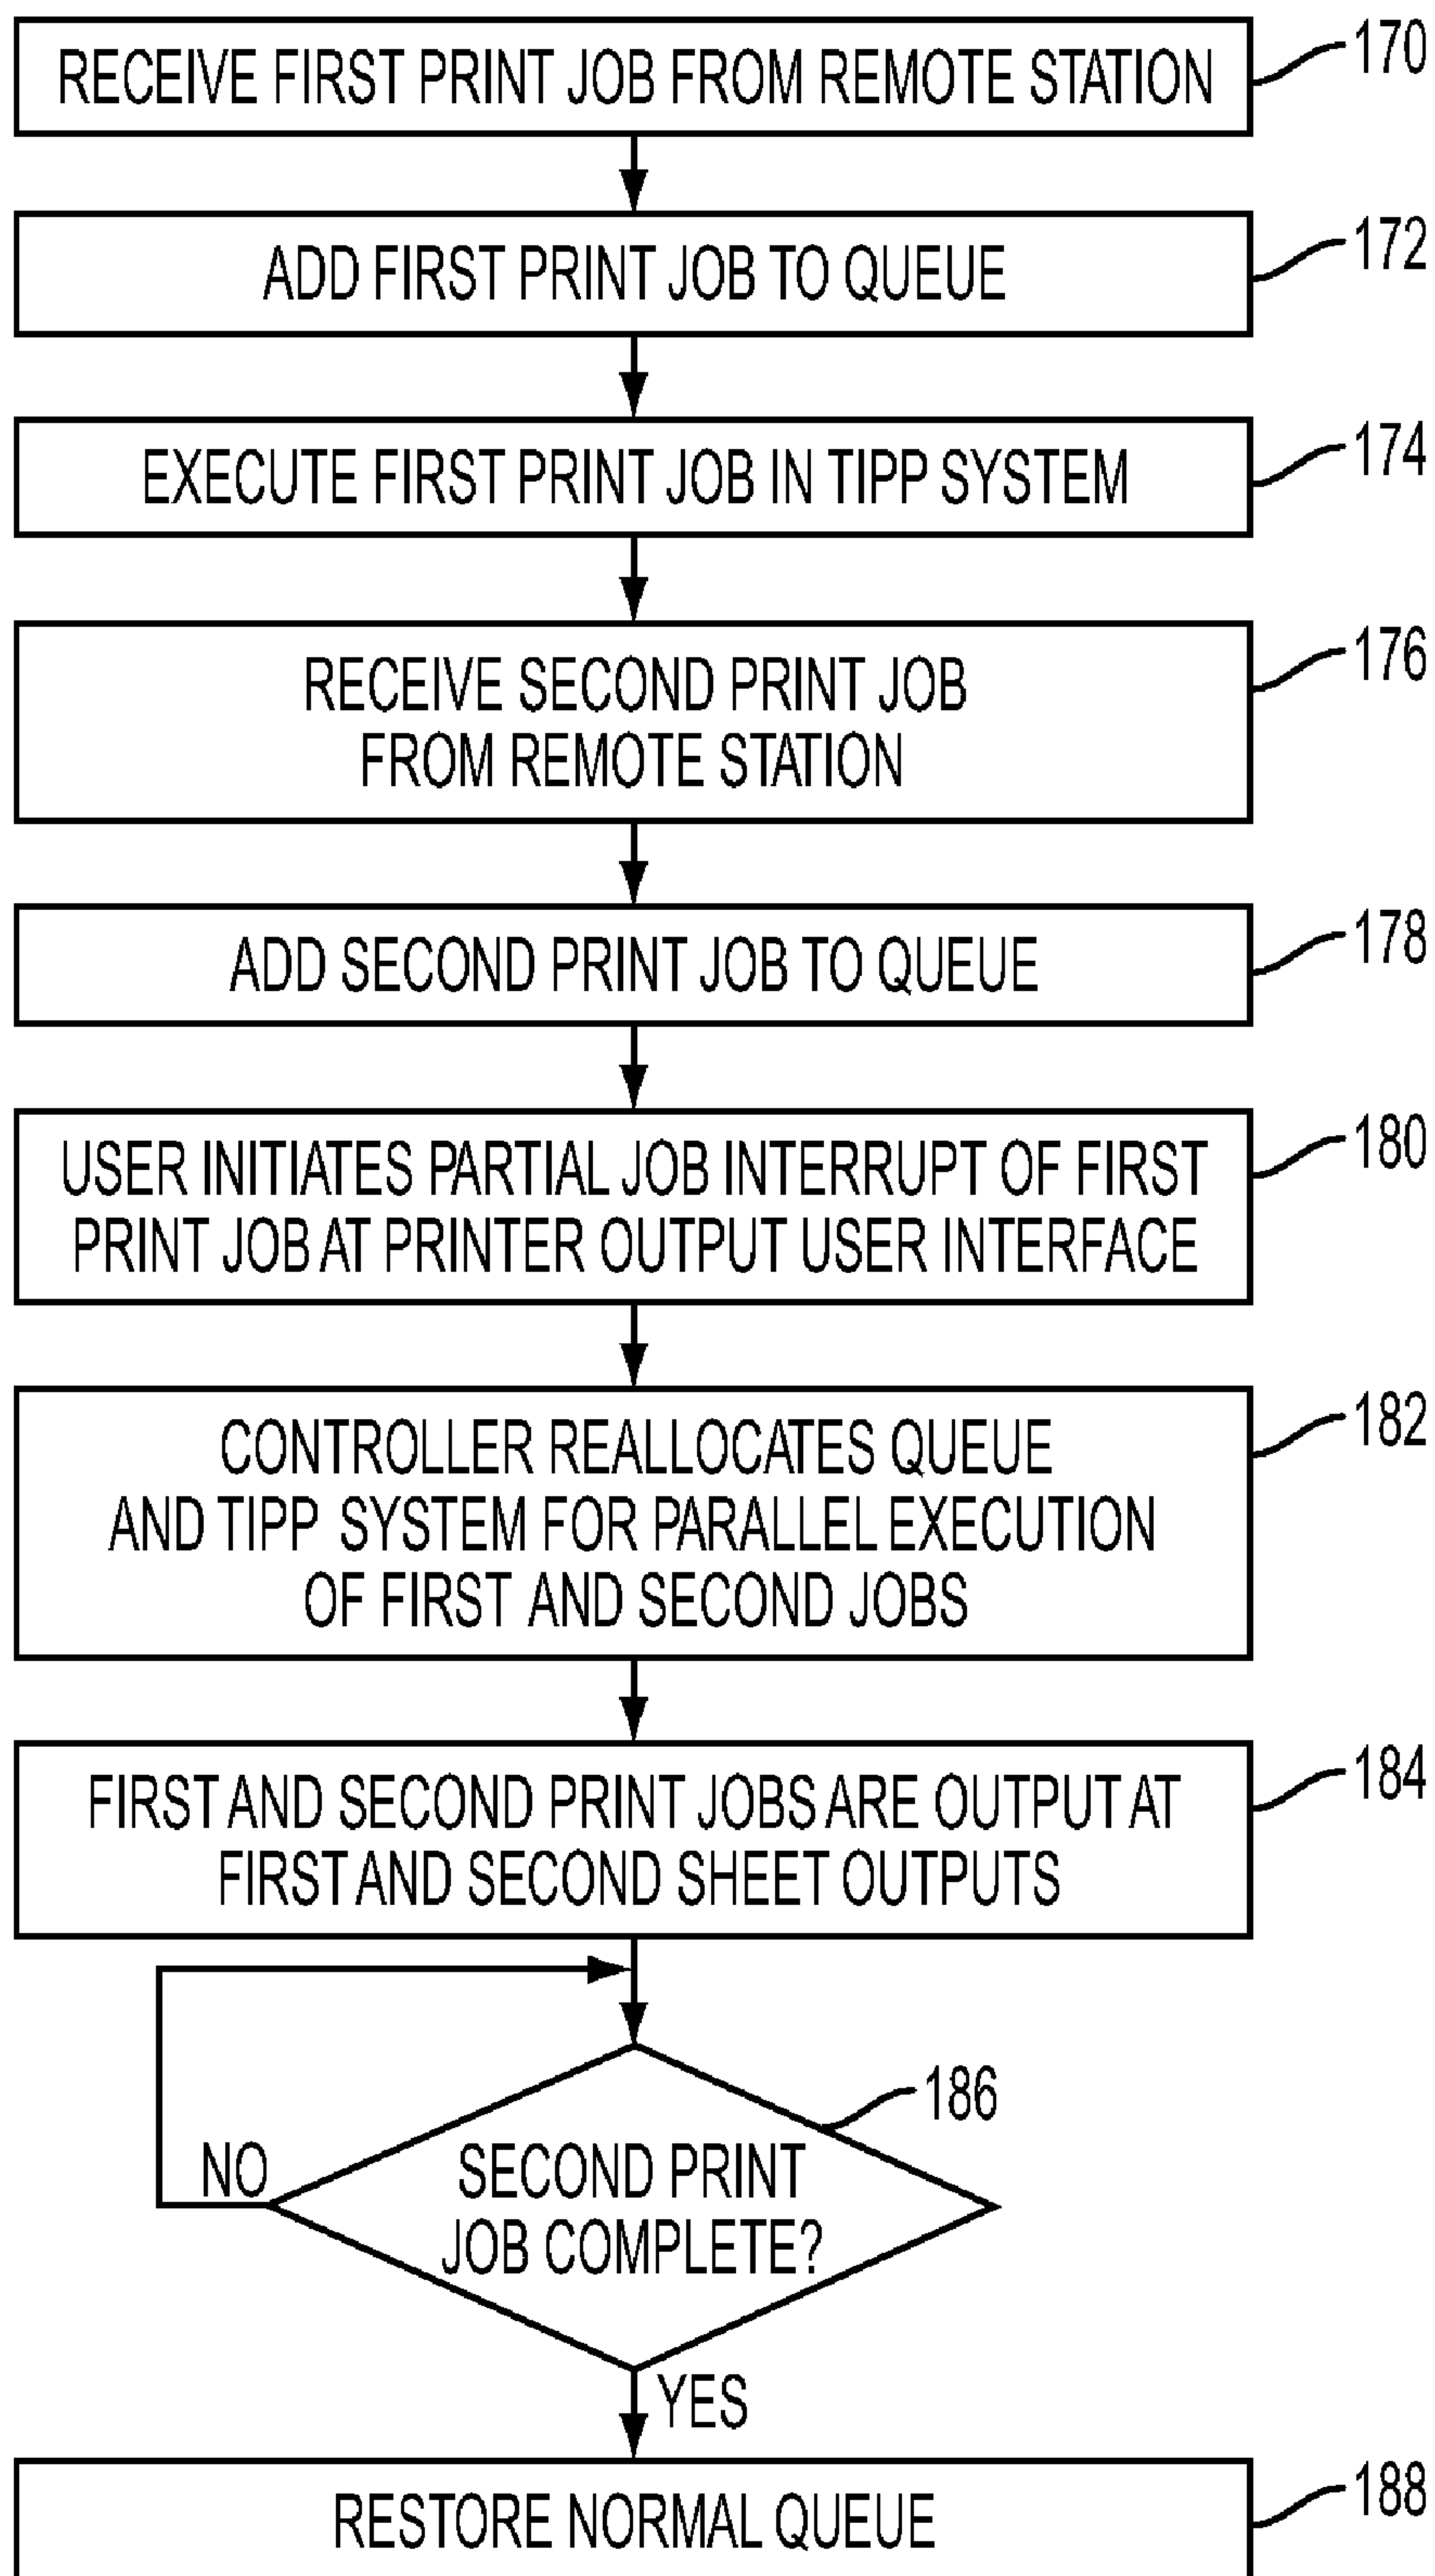 RECEIVE FIRST PRINT JOB FROM REMOTE STATION
170
ADD FIRST PRINT JOB TO QUEUE
172
EXECUTE FIRST PRINT JOB IN TIPP SYSTEM
174
RECEIVE SECOND PRINT JOB
FROM REMOTE STATION
176
ADD SECOND PRINT JOB TO QUEUE
178
USER INITIATES PARTIAL JOB INTERRUPT OF FIRST
PRINT JOB AT PRINTER OUTPUT USER INTERFACE
180
CONTROLLER REALLOCATES QUEUE
AND TIPP SYSTEM FOR PARALLEL EXECUTION
OF FIRST AND SECOND JOBS
182
FIRST AND SECOND PRINT JOBS ARE OUTPUT AT
FIRST AND SECOND SHEET OUTPUTS
184
186
NO
SECOND PRINT
JOB COMPLETE?
YES
RESTORE NORMAL QUEUE
188